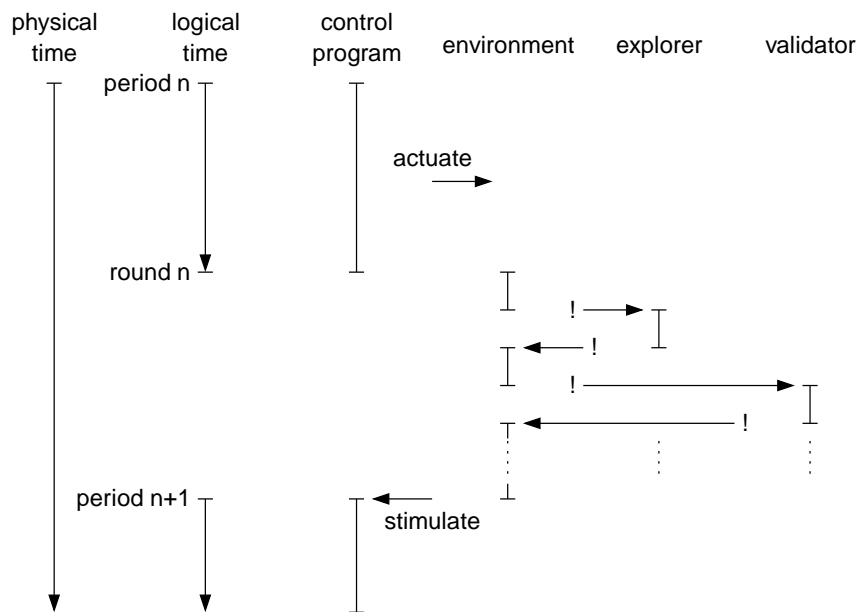 physical
time
logical
time
control
program
environment
explorer
validator
period n
actuate
round n
!
!
!
!
period n+1
stimulate